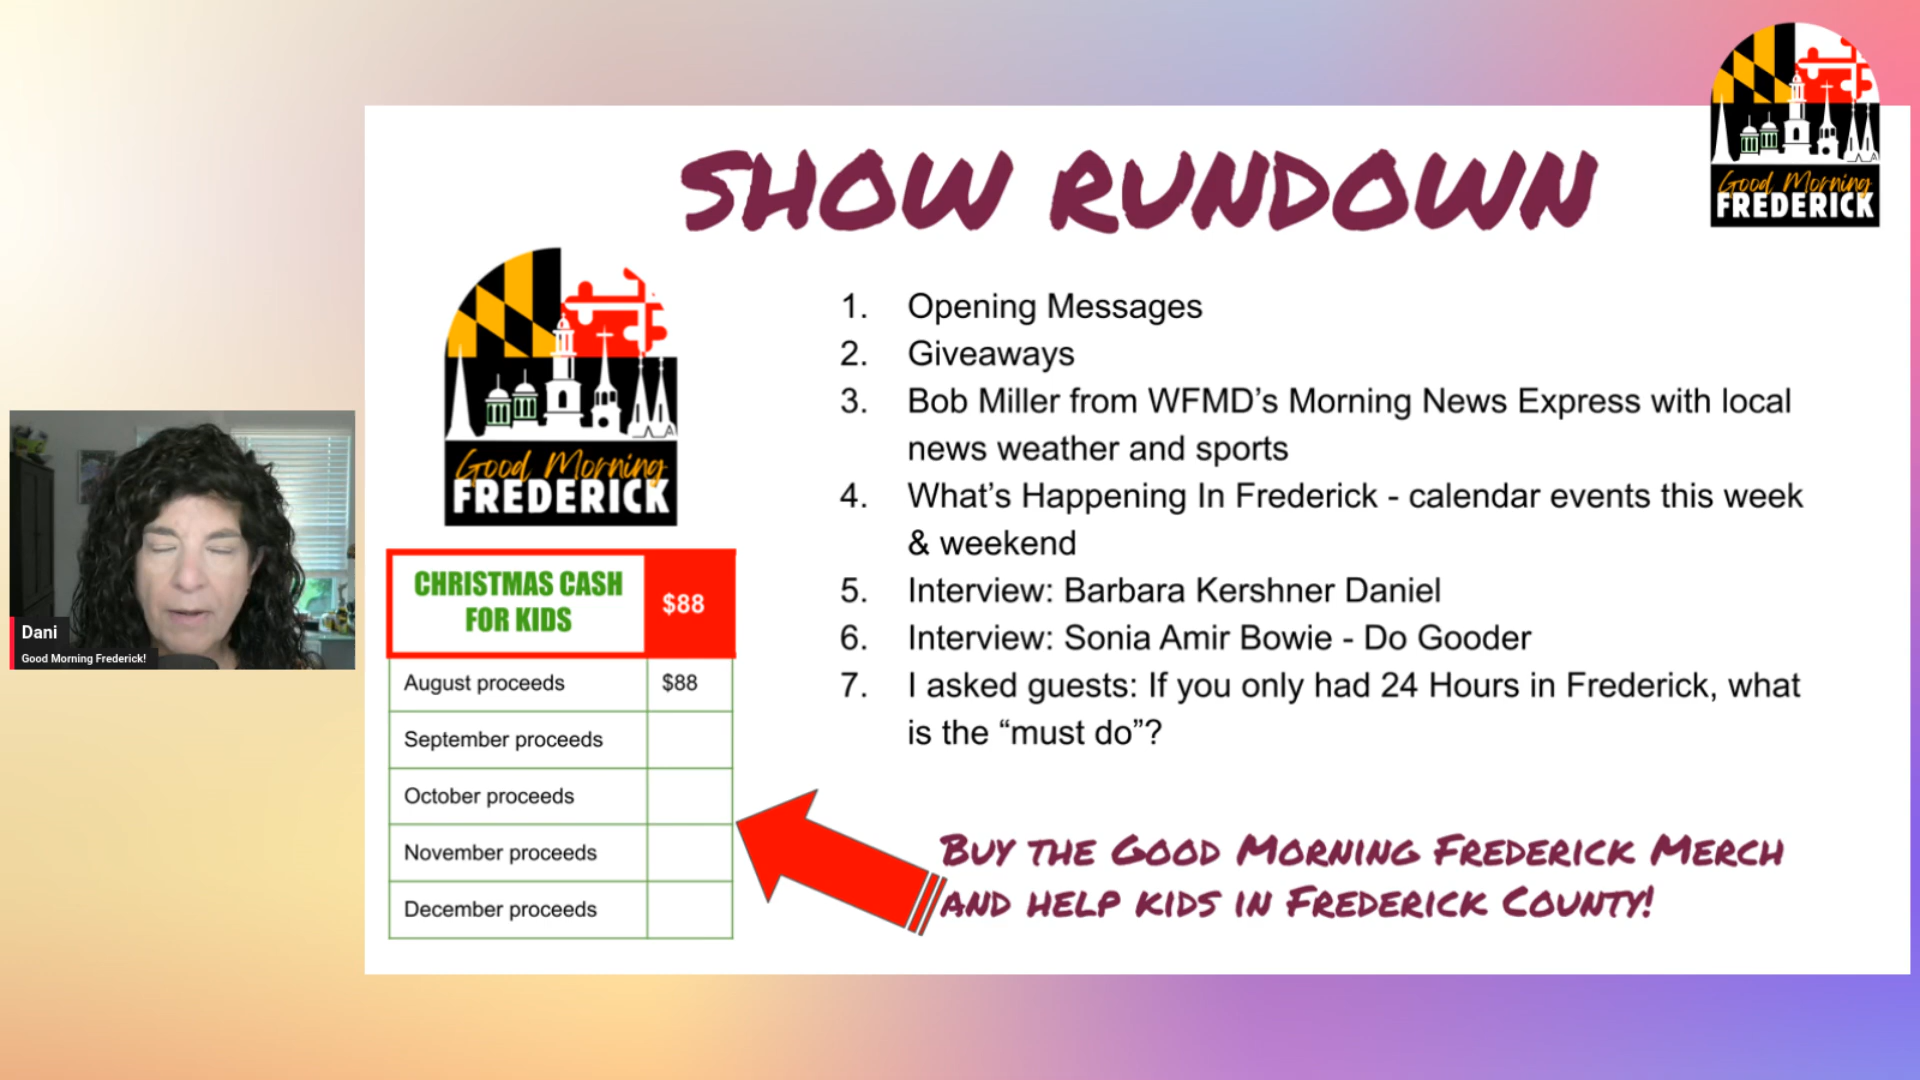 SHOW RUNDOWN
Good Morning
FREDERICK
Good Morning
FREDERICK
1. Opening Messages
2. Giveaways
3. Bob Miller from WFMD’s Morning News Express with local
news weather and sports
4. What’s Happening In Frederick - calendar events this week
& weekend
5. Interview: Barbara Kershner Daniel
6. Interview: Sonia Amir Bowie - Do Gooder
7. I asked guests: If you only had 24 Hours in Frederick, what
is the “must do”?
CHRISTMAS CASH
FOR KIDS
$88
August proceeds $88
September proceeds
October proceeds
November proceeds
December proceeds
BUY THE GOOD MORNING FREDERICK MERCH
AND HELP KIDS IN FREDERICK COUNTY!
Dani
Good Morning Frederick!